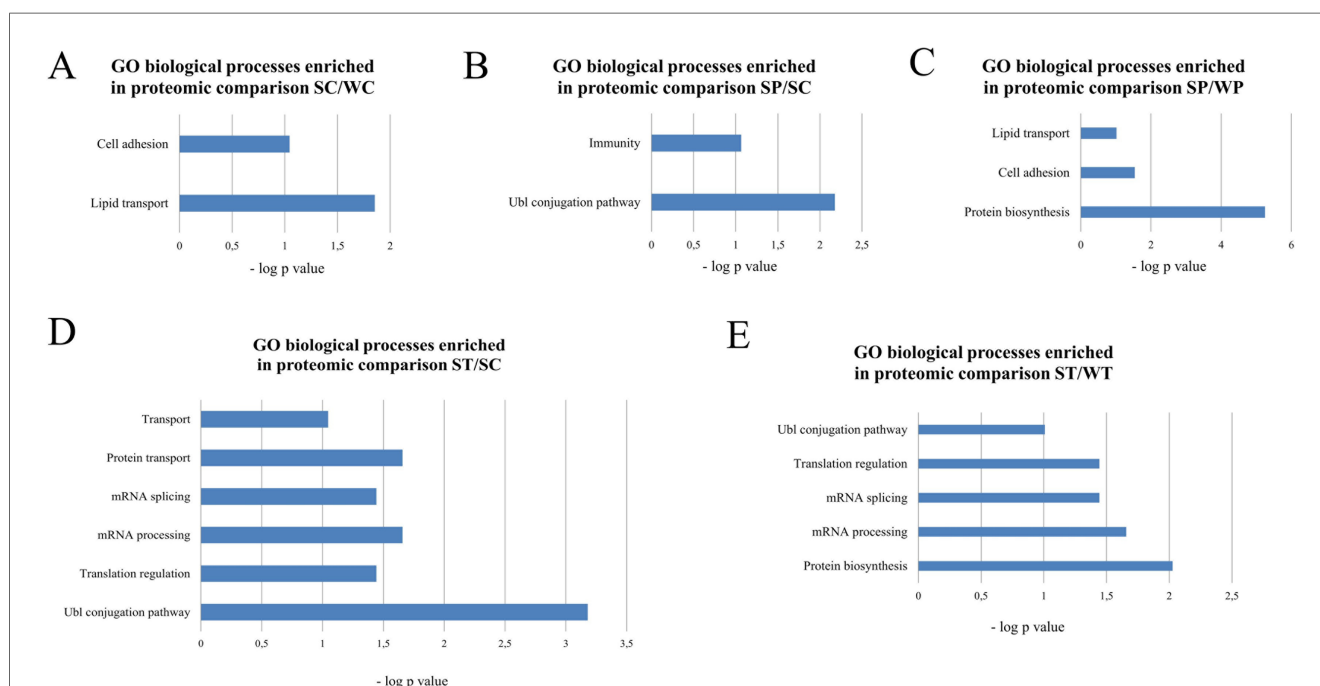 A
GO biological processes enriched
in proteomic comparison SC/WC
Cell adhesion
Lipid transport
0 0,5 1 1,5 2
- log p value
B
GO biological processes enriched
in proteomic comparison SP/SC
Immunity
Ubl conjugation pathway
0 0,5 1 1,5 2 2,5
- log p value
C
GO biological processes enriched
in proteomic comparison SP/WP
Lipid transport
Cell adhesion
Protein biosynthesis
0 2 4 6
- log p value
D
GO biological processes enriched
in proteomic comparison ST/SC
Transport
Protein transport
mRNA splicing
mRNA processing
Translation regulation
Ubl conjugation pathway
0 0,5 1 1,5 2 2,5 3 3,5
- log p value
E
GO biological processes enriched
in proteomic comparison ST/WT
Ubl conjugation pathway
Translation regulation
mRNA splicing
mRNA processing
Protein biosynthesis
0 0,5 1 1,5 2 2,5
- log p value